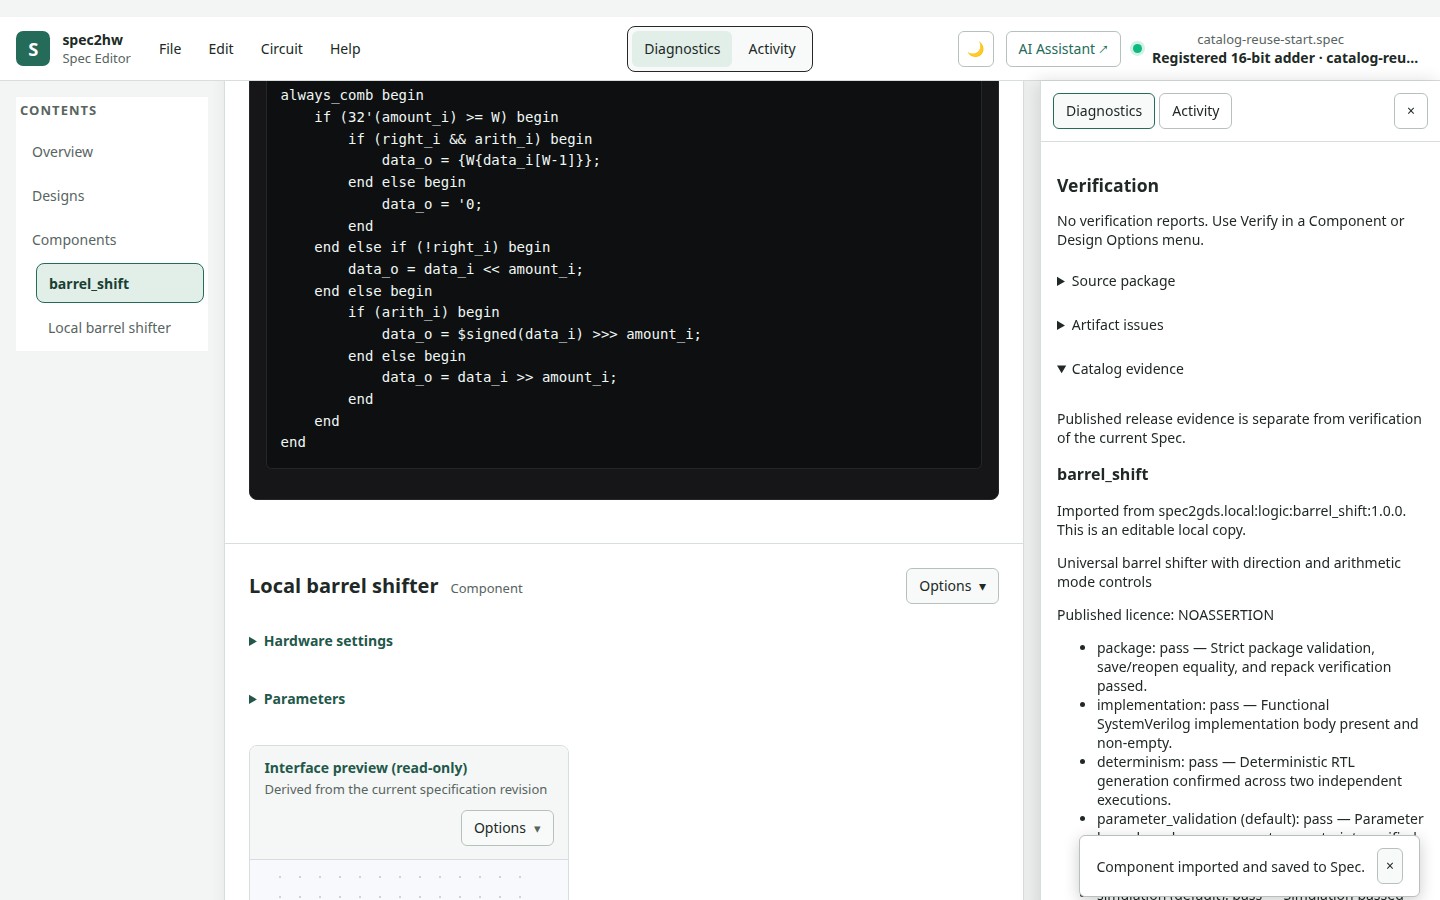 S
spec2hw
Spec Editor
File
Edit
Circuit
Help
Diagnostics
Activity
🌙
AI Assistant ↗
catalog-reuse-start.spec
Registered 16-bit adder · catalog-reu...
CONTENTS
Overview
Designs
Components
barrel_shift
Local barrel shifter
always_comb begin
    if (32'(amount_i) >= W) begin
        if (right_i && arith_i) begin
            data_o = {W{data_i[W-1]}};
        end else begin
            data_o = '0;
        end
    end else if (!right_i) begin
        data_o = data_i << amount_i;
    end else begin
        if (arith_i) begin
            data_o = $signed(data_i) >>> amount_i;
        end else begin
            data_o = data_i >> amount_i;
        end
    end
end
Local barrel shifter Component
Options ▾
▶ Hardware settings
▶ Parameters
Interface preview (read-only)
Derived from the current specification revision
Options ▾
Diagnostics
Activity
×
Verification
No verification reports. Use Verify in a Component or
Design Options menu.
▶ Source package
▶ Artifact issues
▼ Catalog evidence
Published release evidence is separate from verification
of the current Spec.
barrel_shift
Imported from spec2gds.local:logic:barrel_shift:1.0.0.
This is an editable local copy.
Universal barrel shifter with direction and arithmetic
mode controls
Published licence: NOASSERTION
• package: pass — Strict package validation,
save/reopen equality, and repack verification
passed.
• implementation: pass — Functional
SystemVerilog implementation body present and
non-empty.
• determinism: pass — Deterministic RTL
generation confirmed across two independent
executions.
• parameter_validation (default): pass — Parameter
Component imported and saved to Spec.
×